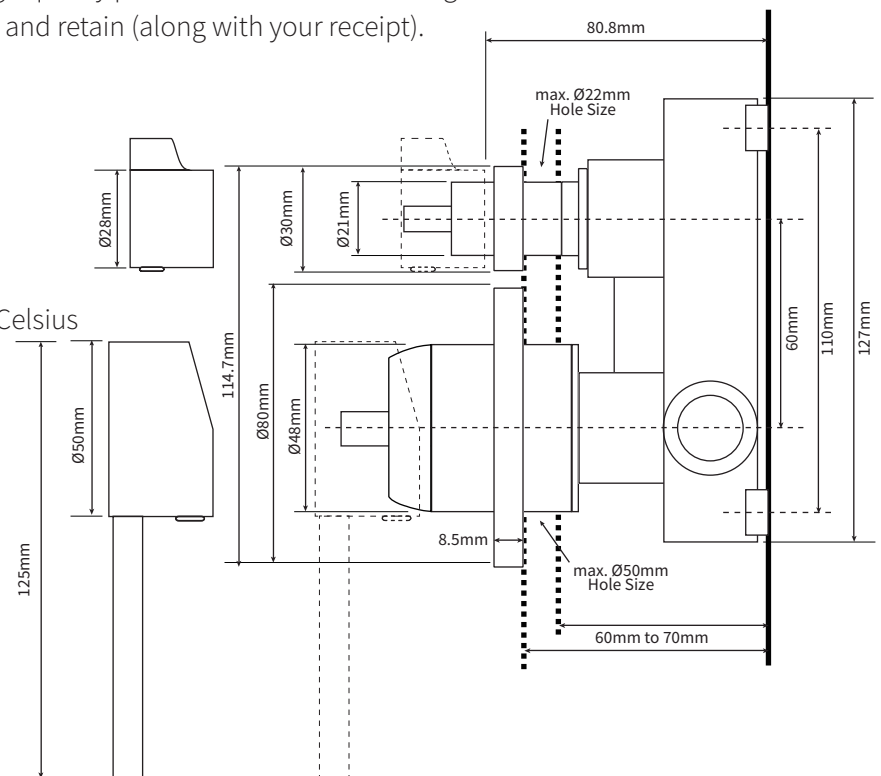 and retain (along with your receipt).
80.8mm
max. Ø22mm
Hole Size
Ø28mm
Ø30mm
Ø21mm
Celsius
114.7mm
60mm
110mm
127mm
Ø50mm
Ø80mm
Ø48mm
8.5mm
125mm
max. Ø50mm
Hole Size
60mm to 70mm